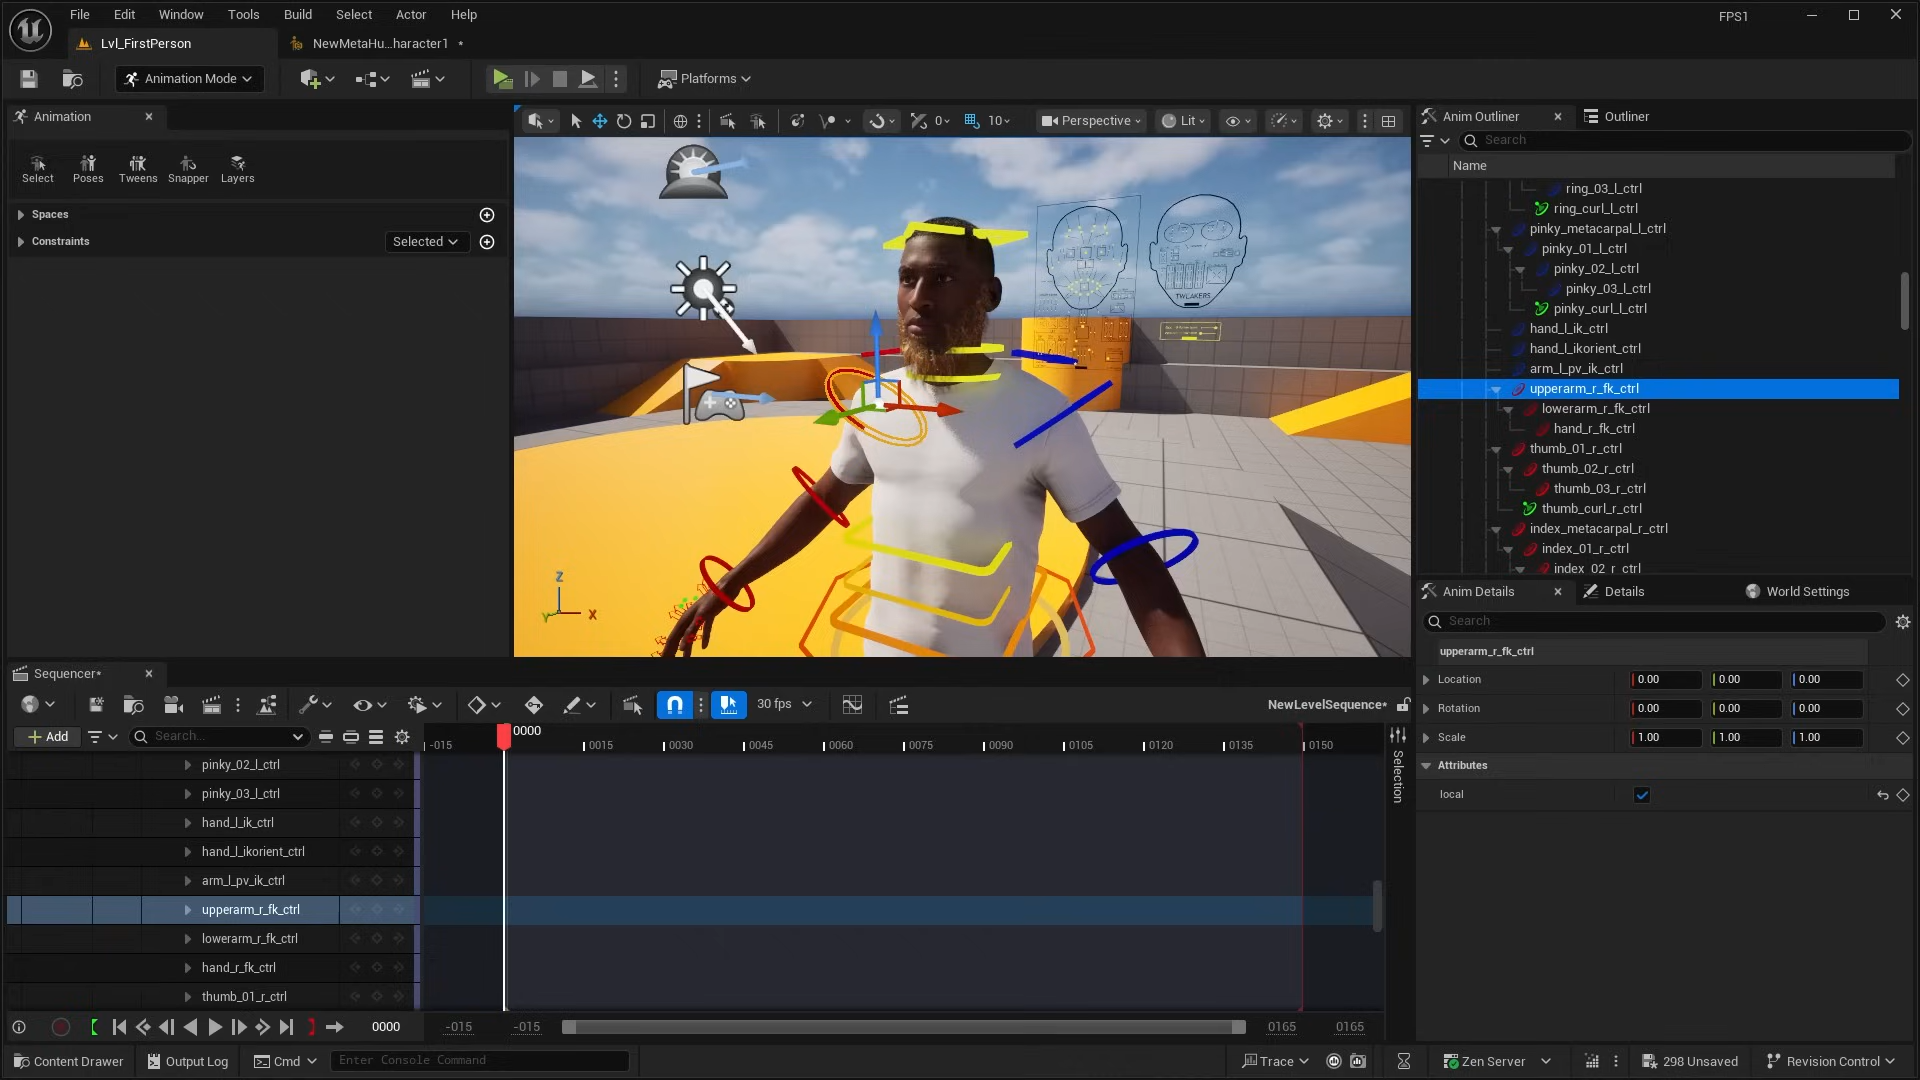 File Edit Window Tools Build Select Actor Help
FPS1
Lvl_FirstPerson
NewMetaHu...haracter1 *
Animation Mode
Platforms
Animation
Select Poses Tweens Snapper Layers
Spaces
Constraints
Selected
0
10
Perspective
Lit
TWEAKERS
Z
Y
X
Anim Outliner
Outliner
Search
Name
ring_03_l_ctrl
ring_curl_l_ctrl
pinky_metacarpal_l_ctrl
pinky_01_l_ctrl
pinky_02_l_ctrl
pinky_03_l_ctrl
pinky_curl_l_ctrl
hand_l_ik_ctrl
hand_l_ikorient_ctrl
arm_l_pv_ik_ctrl
upperarm_r_fk_ctrl
lowerarm_r_fk_ctrl
hand_r_fk_ctrl
thumb_01_r_ctrl
thumb_02_r_ctrl
thumb_03_r_ctrl
thumb_curl_r_ctrl
index_metacarpal_r_ctrl
index_01_r_ctrl
index_02_r_ctrl
Anim Details
Details
World Settings
Search
upperarm_r_fk_ctrl
Location 0.00 0.00 0.00
Rotation 0.00 0.00 0.00
Scale 1.00 1.00 1.00
Attributes
local
Sequencer*
30 fps
NewLevelSequence*
Add
Search...
-015 0000 0015 0030 0045 0060 0075 0090 0105 0120 0135 0150
Selection
pinky_02_l_ctrl
pinky_03_l_ctrl
hand_l_ik_ctrl
hand_l_ikorient_ctrl
arm_l_pv_ik_ctrl
upperarm_r_fk_ctrl
lowerarm_r_fk_ctrl
hand_r_fk_ctrl
thumb_01_r_ctrl
0000 -015 -015 0165 0165
Content Drawer
Output Log
Cmd
Enter Console Command
Trace
Zen Server
298 Unsaved
Revision Control